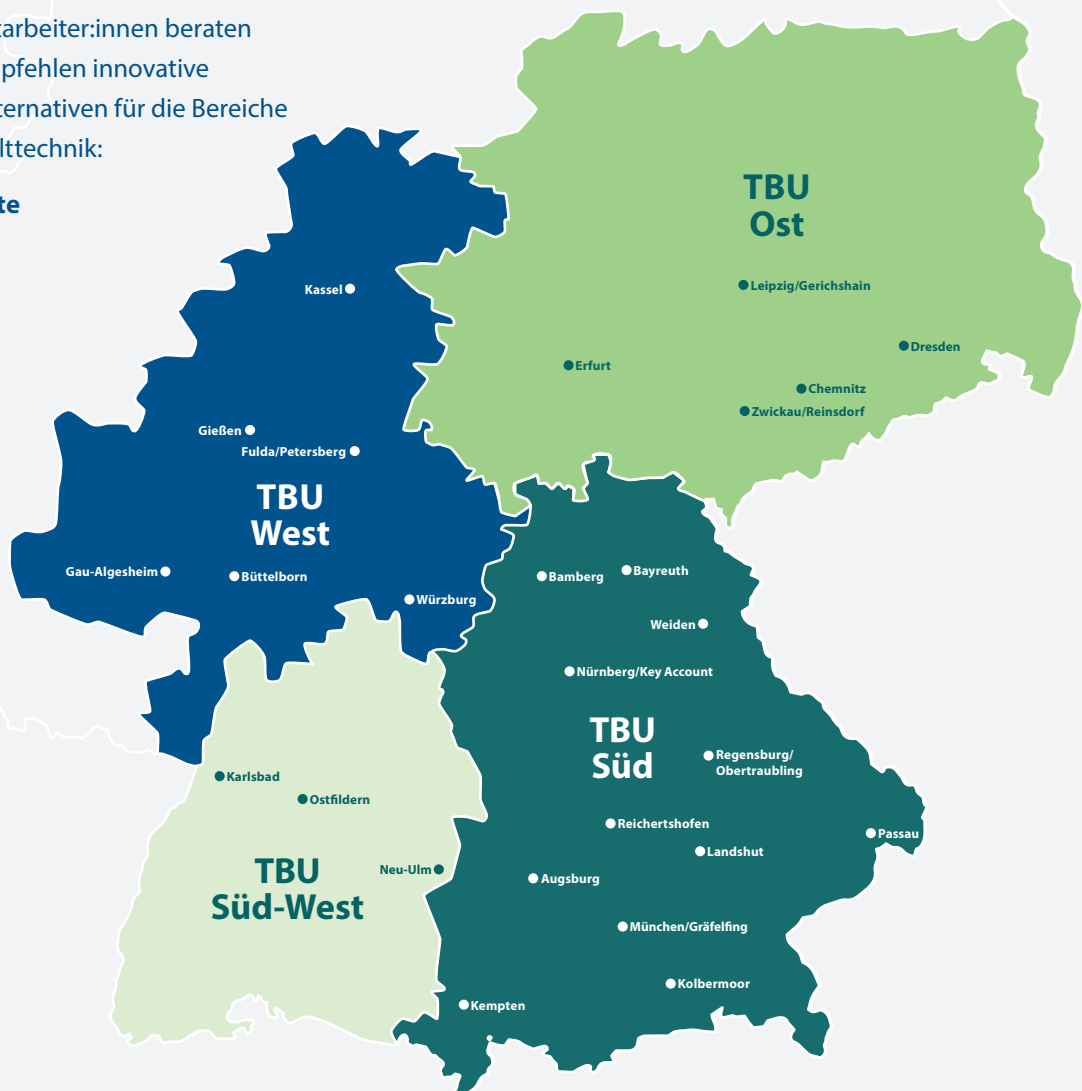 tarbeiter:innen beraten
pfehlen innovative
ternativen für die Bereiche
lttechnik:
te
TBU
Ost
Leipzig/Gerichshain
Dresden
Erfurt
Chemnitz
Zwickau/Reinsdorf
Kassel
Gießen
Fulda/Petersberg
TBU
West
Gau-Algesheim
Büttelborn
Würzburg
Bamberg
Bayreuth
Weiden
Nürnberg/Key Account
TBU
Süd
Regensburg/
Obertraubling
Reichertshofen
Passau
Landshut
Augsburg
München/Gräfelfing
Kolbermoor
Kempten
Karlsbad
Ostfildern
Neu-Ulm
TBU
Süd-West